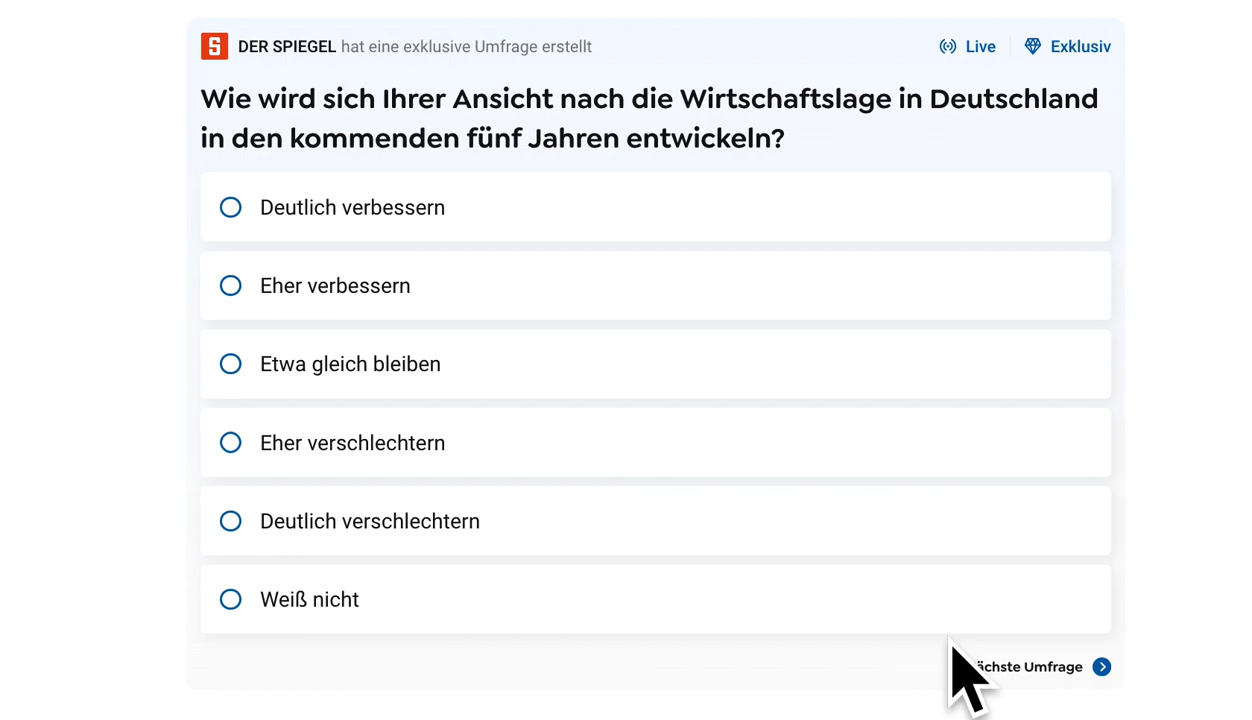 DER SPIEGEL hat eine exklusive Umfrage erstellt
Live
Exklusiv
Wie wird sich Ihrer Ansicht nach die Wirtschaftslage in Deutschland
in den kommenden fünf Jahren entwickeln?
Deutlich verbessern
Eher verbessern
Etwa gleich bleiben
Eher verschlechtern
Deutlich verschlechtern
Weiß nicht
Umfrage